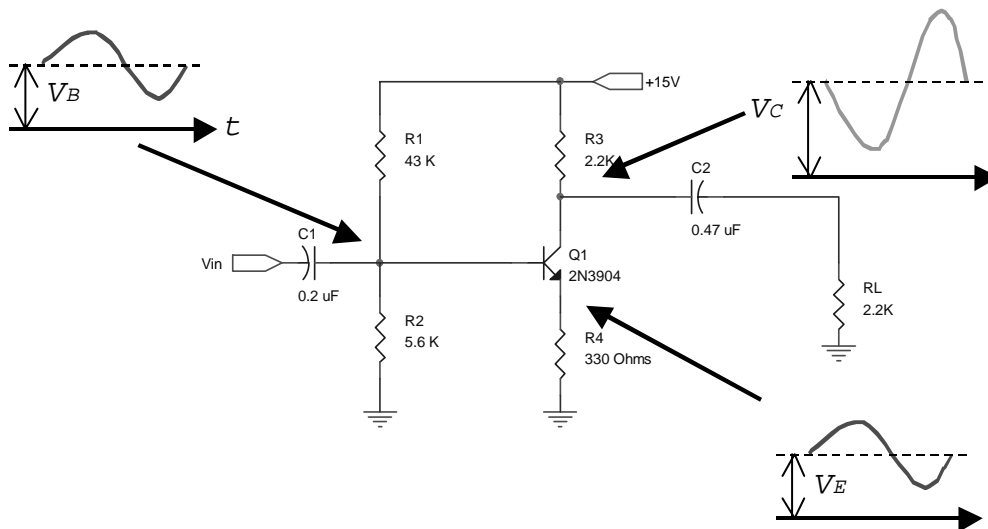 VB
t
+15V
R1
43 K
R3
2.2K
VC
C2
0.47 uF
C1
Vin
0.2 uF
Q1
2N3904
RL
2.2K
R2
5.6 K
R4
330 Ohms
VE